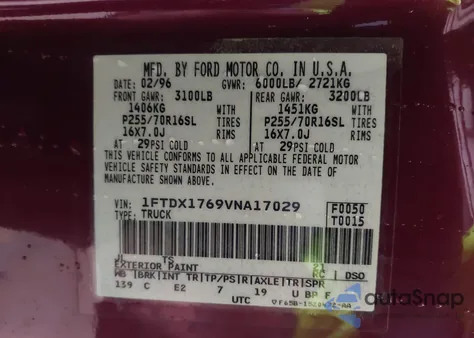 MFD. BY FORD MOTOR CO. IN U.S.A.
DATE: 02/96 GVWR: 6000LB/ 2721KG
FRONT GAWR: 3100LB REAR GAWR: 3200LB
1406KG WITH 1451KG WITH
P255/70R16SL TIRES P255/70R16SL TIRES
16X7.0J RIMS 16X7.0J RIMS
AT 29PSI COLD AT 29PSI COLD
THIS VEHICLE CONFORMS TO ALL APPLICABLE FEDERAL MOTOR
VEHICLE SAFETY STANDARDS IN EFFECT ON THE DATE OF
MANUFACTURE SHOWN ABOVE.
VIN: 1FTDX1769VNA17029 F0050
TYPE: TRUCK T0015
JL TS
EXTERIOR PAINT RC DSO
WB BRK INT TR TP/PS R AXLE TR SPR
139 C E2 7 19 U
UTC
autoSnap